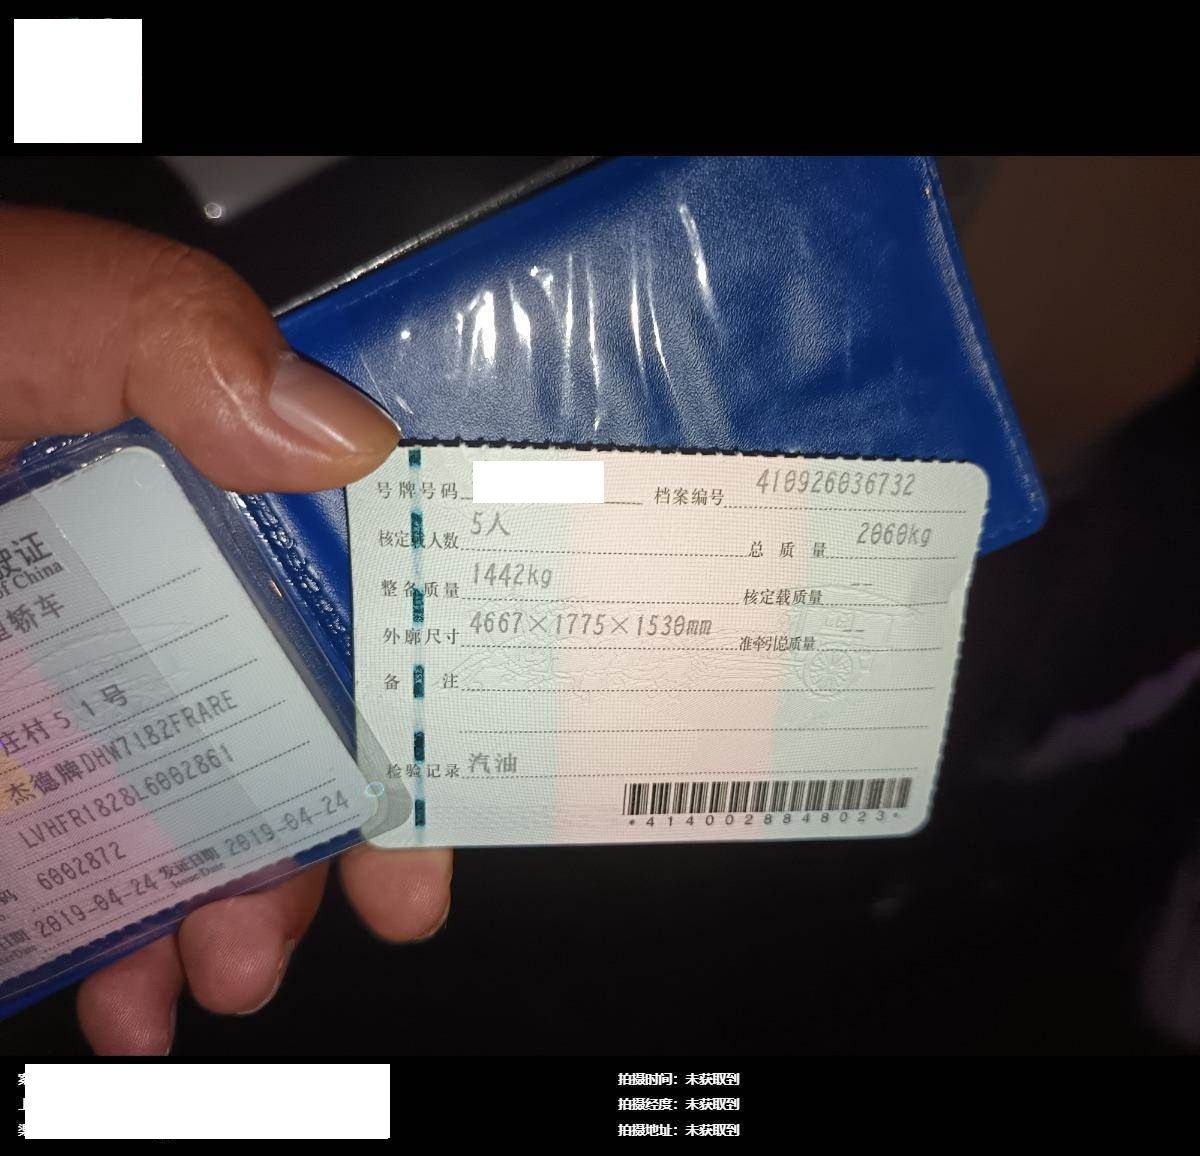 号牌号码
档案编号 410926036732
核定载人数 5人
总质量 2060kg
整备质量 1442kg
核定载质量 --
外廓尺寸 4667×1775×1530mm
准牵引总质量 --
备注
检验记录 汽油
*4140028848023*
驶证
of China
型轿车
庄村51号
杰德牌DHW7182FRARE
LVHFR1828L6002861
码 6002872
日期 2019-04-24 发证日期 2019-04-24
Issue Date
拍摄时间：未获取到
拍摄经度：未获取到
拍摄地址：未获取到